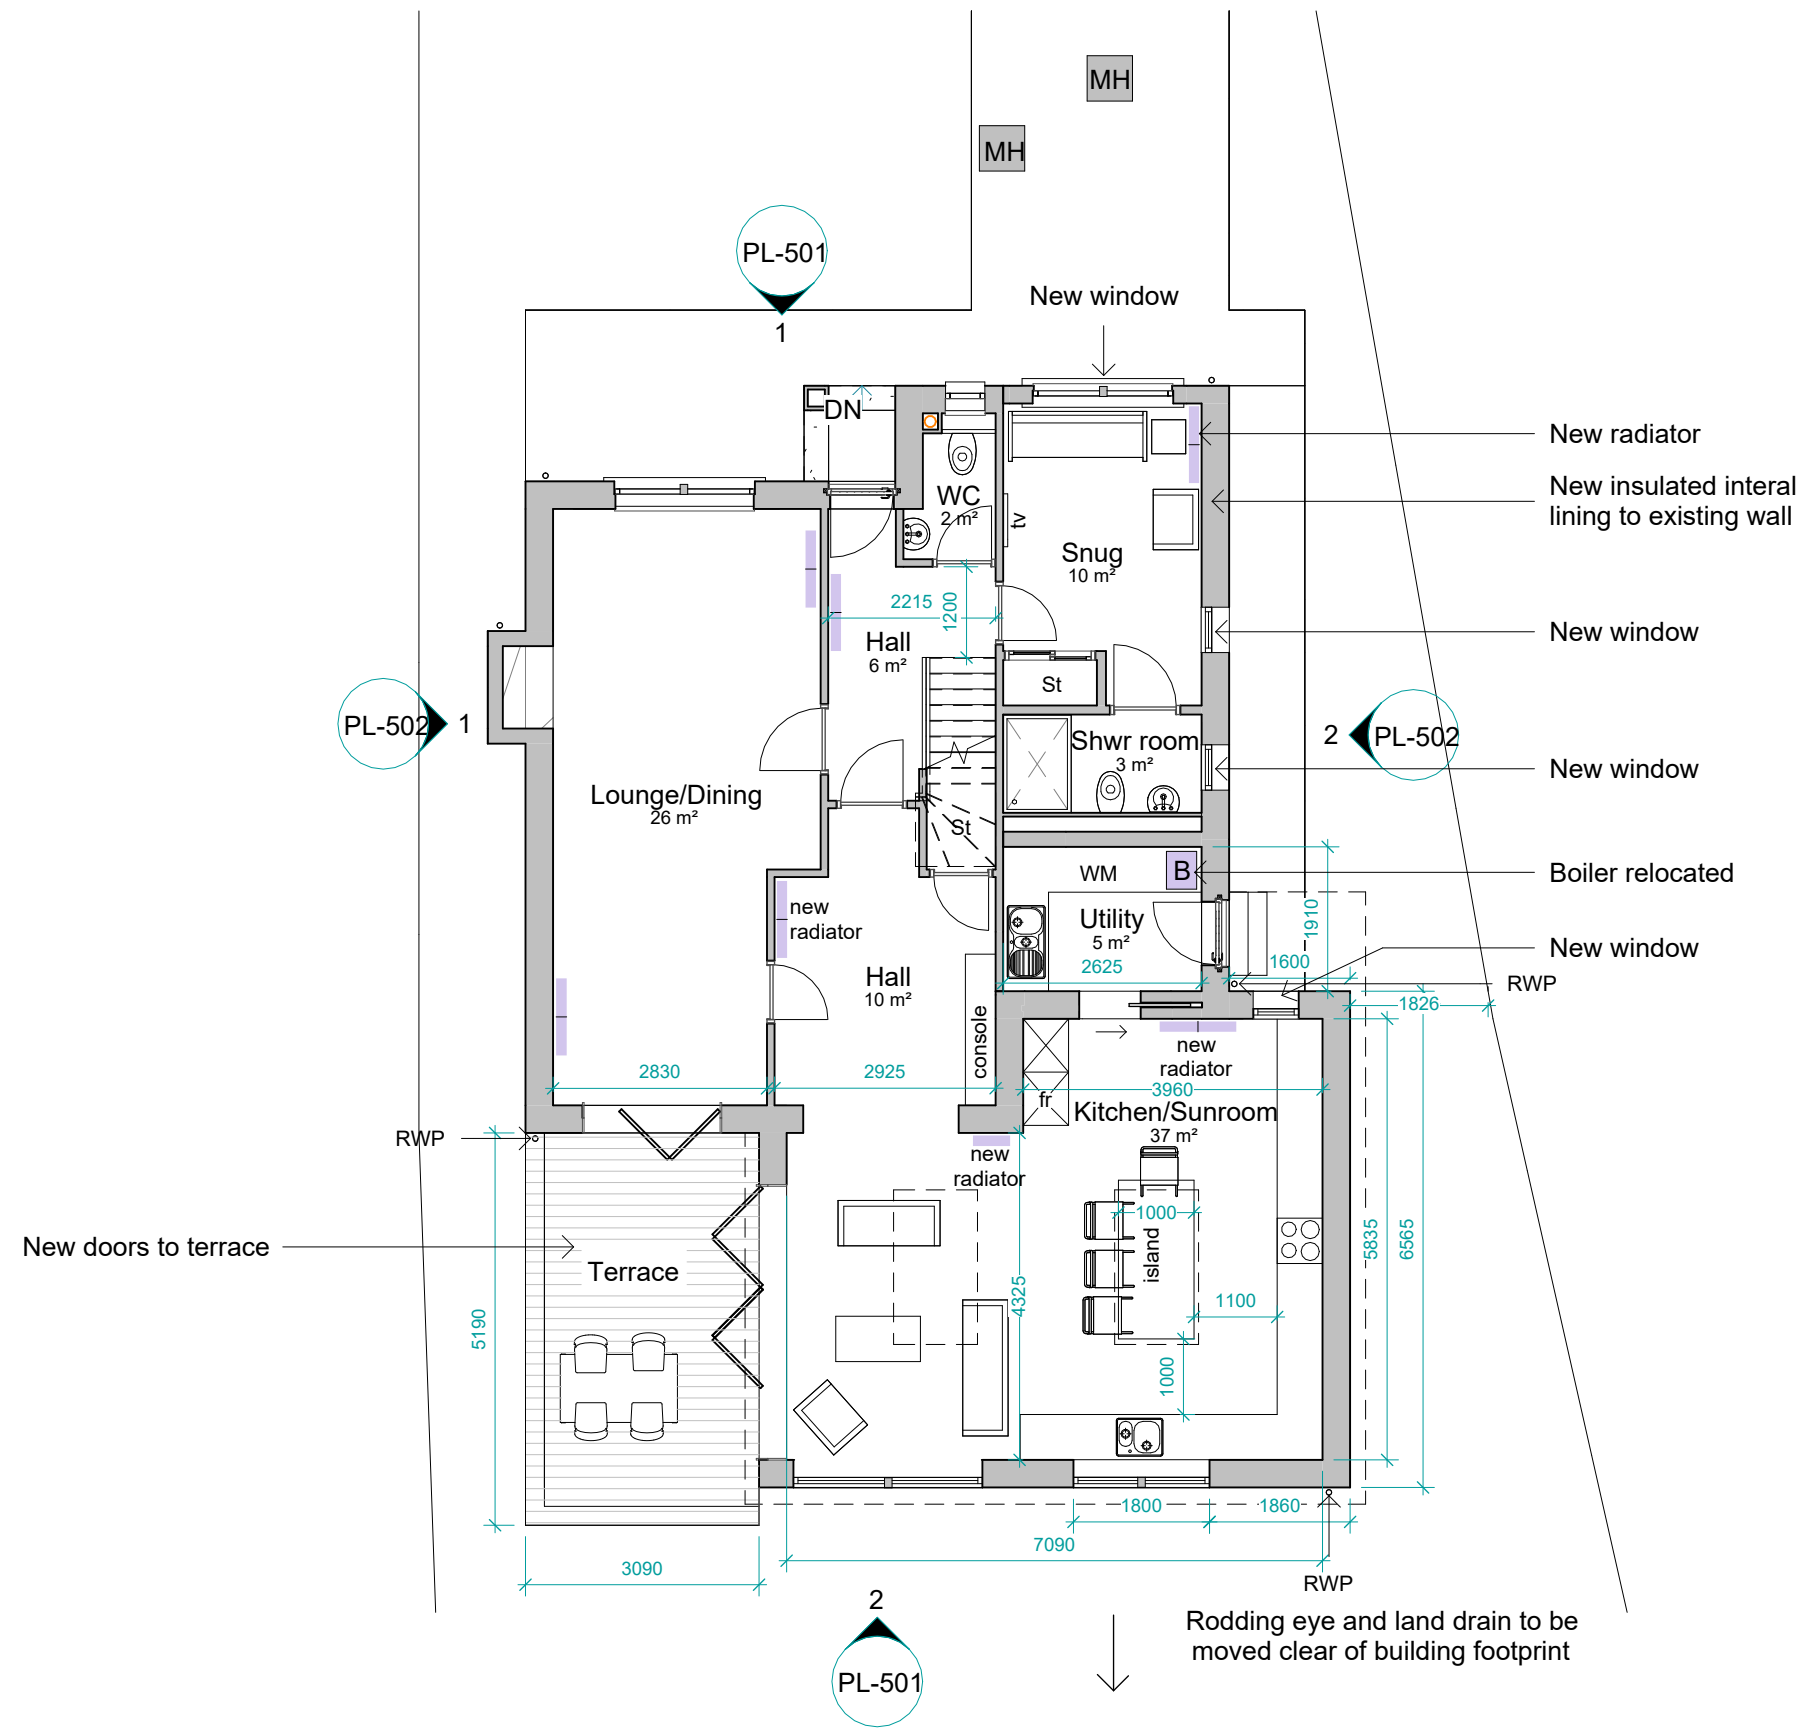 MH
MH
PL-501
1
New window
DN
New radiator
WC
2 m²
tv
New insulated interal
lining to existing wall
Snug
10 m²
2215
1200
Hall
6 m²
New window
St
PL-502
1
2
PL-502
Shwr room
3 m²
New window
Lounge/Dining
26 m²
St
WM
B
Boiler relocated
new
radiator
Utility
5 m²
1910
New window
2625
1600
RWP
Hall
10 m²
1826
console
new
radiator
2830
2925
3960
fr
Kitchen/Sunroom
37 m²
RWP
new
radiator
1000
island
5835
6565
New doors to terrace
Terrace
4325
1100
5190
1000
1800
1860
7090
3090
RWP
2
PL-501
Rodding eye and land drain to be
moved clear of building footprint